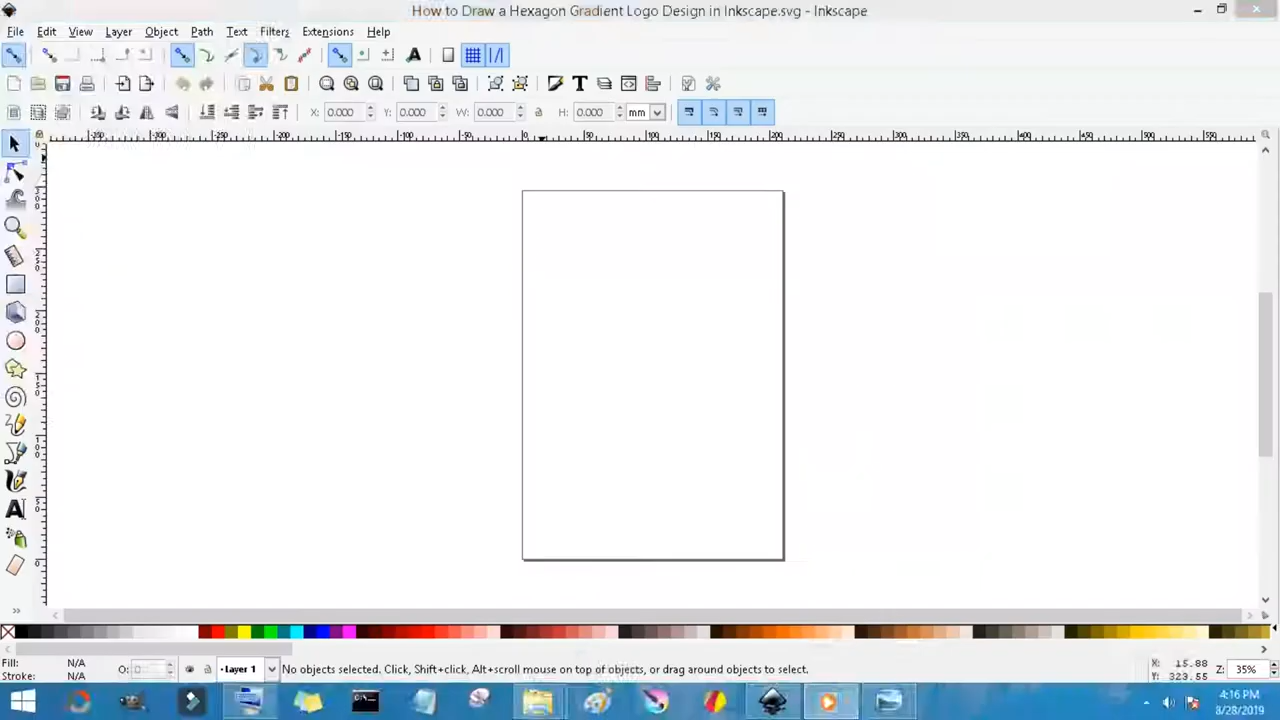 How to Draw a Hexagon Gradient Logo Design in Inkscape.svg - Inkscape
File Edit View Layer Object Path Text Filters Extensions Help
X: 0.000 Y: 0.000 W: 0.000 H: 0.000 mm
Fill: N/A O: Layer 1 No objects selected. Click, Shift+click, Alt+scroll mouse on top of objects, or drag around objects to select. X: 15.88 Z: 35%
Stroke: N/A Y: 323.55
4:16 PM
8/28/2019